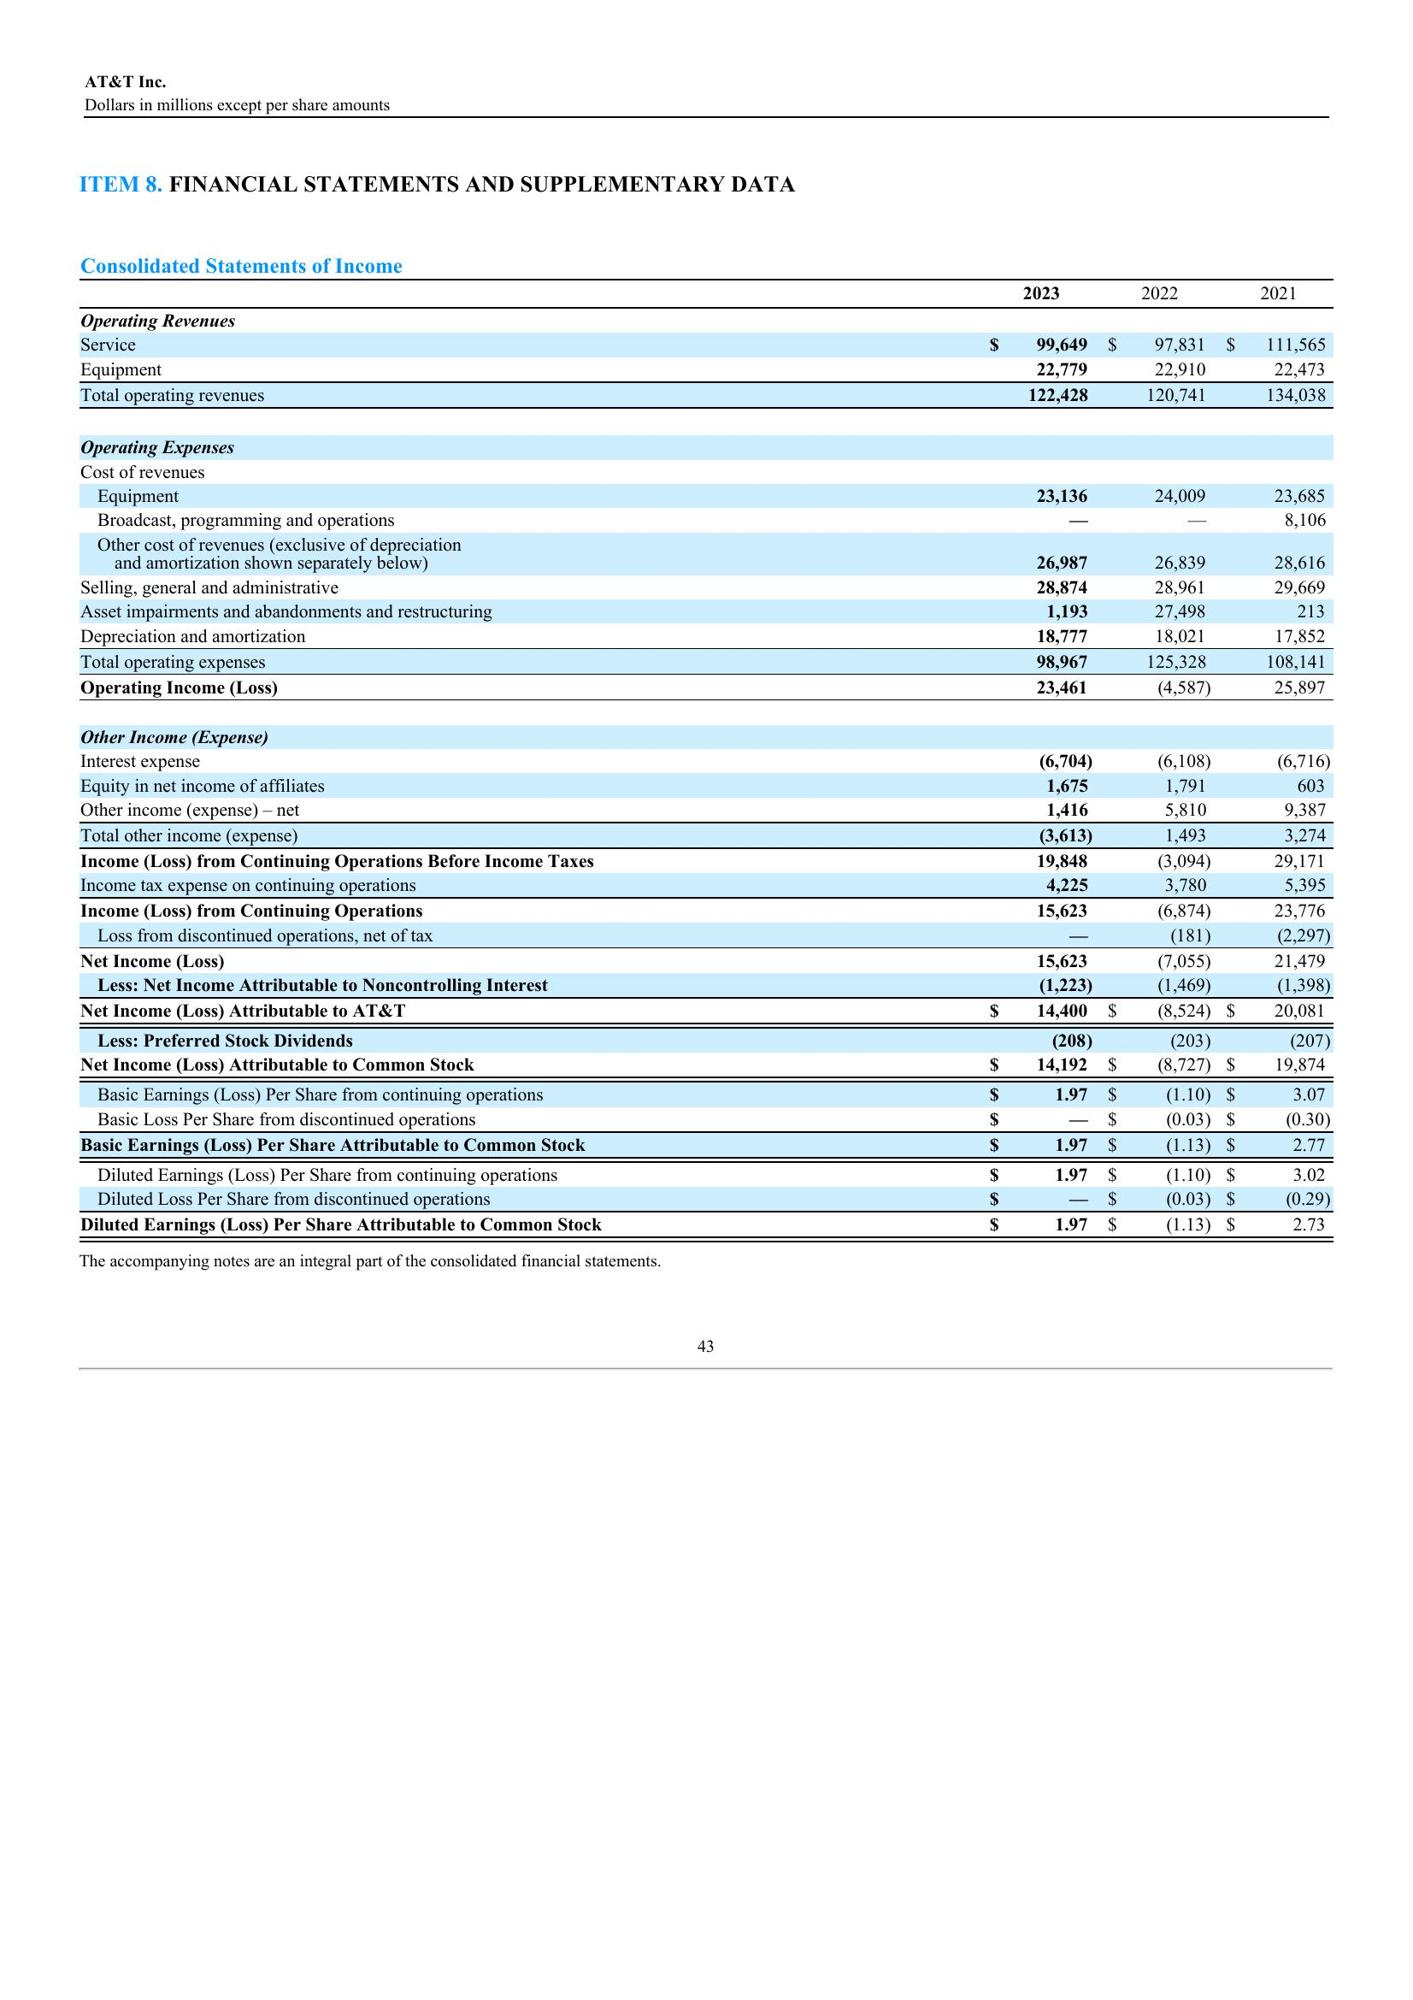 AT&T Inc.
Dollars in millions except per share amounts
ITEM 8. FINANCIAL STATEMENTS AND SUPPLEMENTARY DATA
Consolidated Statements of Income
2023 2022 2021
Operating Revenues
Service $ 99,649 $ 97,831 $ 111,565
Equipment 22,779 22,910 22,473
Total operating revenues 122,428 120,741 134,038
Operating Expenses
Cost of revenues
Equipment 23,136 24,009 23,685
Broadcast, programming and operations — — 8,106
Other cost of revenues (exclusive of depreciation
and amortization shown separately below) 26,987 26,839 28,616
Selling, general and administrative 28,874 28,961 29,669
Asset impairments and abandonments and restructuring 1,193 27,498 213
Depreciation and amortization 18,777 18,021 17,852
Total operating expenses 98,967 125,328 108,141
Operating Income (Loss) 23,461 (4,587) 25,897
Other Income (Expense)
Interest expense (6,704) (6,108) (6,716)
Equity in net income of affiliates 1,675 1,791 603
Other income (expense) – net 1,416 5,810 9,387
Total other income (expense) (3,613) 1,493 3,274
Income (Loss) from Continuing Operations Before Income Taxes 19,848 (3,094) 29,171
Income tax expense on continuing operations 4,225 3,780 5,395
Income (Loss) from Continuing Operations 15,623 (6,874) 23,776
Loss from discontinued operations, net of tax — (181) (2,297)
Net Income (Loss) 15,623 (7,055) 21,479
Less: Net Income Attributable to Noncontrolling Interest (1,223) (1,469) (1,398)
Net Income (Loss) Attributable to AT&T $ 14,400 $ (8,524) $ 20,081
Less: Preferred Stock Dividends (208) (203) (207)
Net Income (Loss) Attributable to Common Stock $ 14,192 $ (8,727) $ 19,874
Basic Earnings (Loss) Per Share from continuing operations $ 1.97 $ (1.10) $ 3.07
Basic Loss Per Share from discontinued operations $ — $ (0.03) $ (0.30)
Basic Earnings (Loss) Per Share Attributable to Common Stock $ 1.97 $ (1.13) $ 2.77
Diluted Earnings (Loss) Per Share from continuing operations $ 1.97 $ (1.10) $ 3.02
Diluted Loss Per Share from discontinued operations $ — $ (0.03) $ (0.29)
Diluted Earnings (Loss) Per Share Attributable to Common Stock $ 1.97 $ (1.13) $ 2.73
The accompanying notes are an integral part of the consolidated financial statements.
43